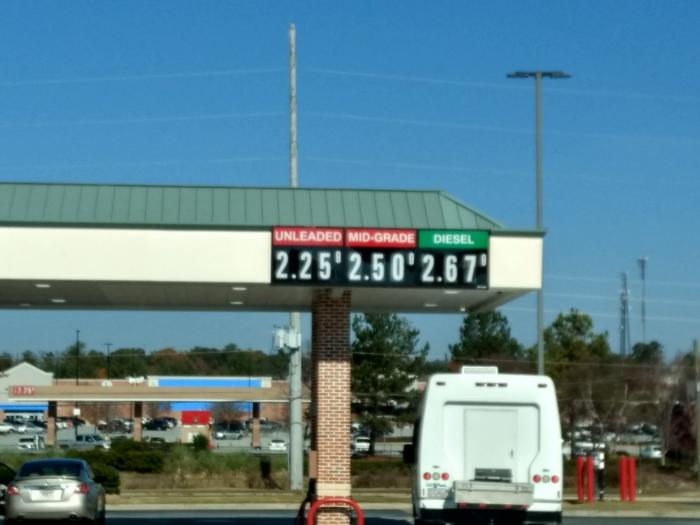 UNLEADED MID-GRADE DIESEL
2.25⁹ 2.50⁹ 2.67⁹